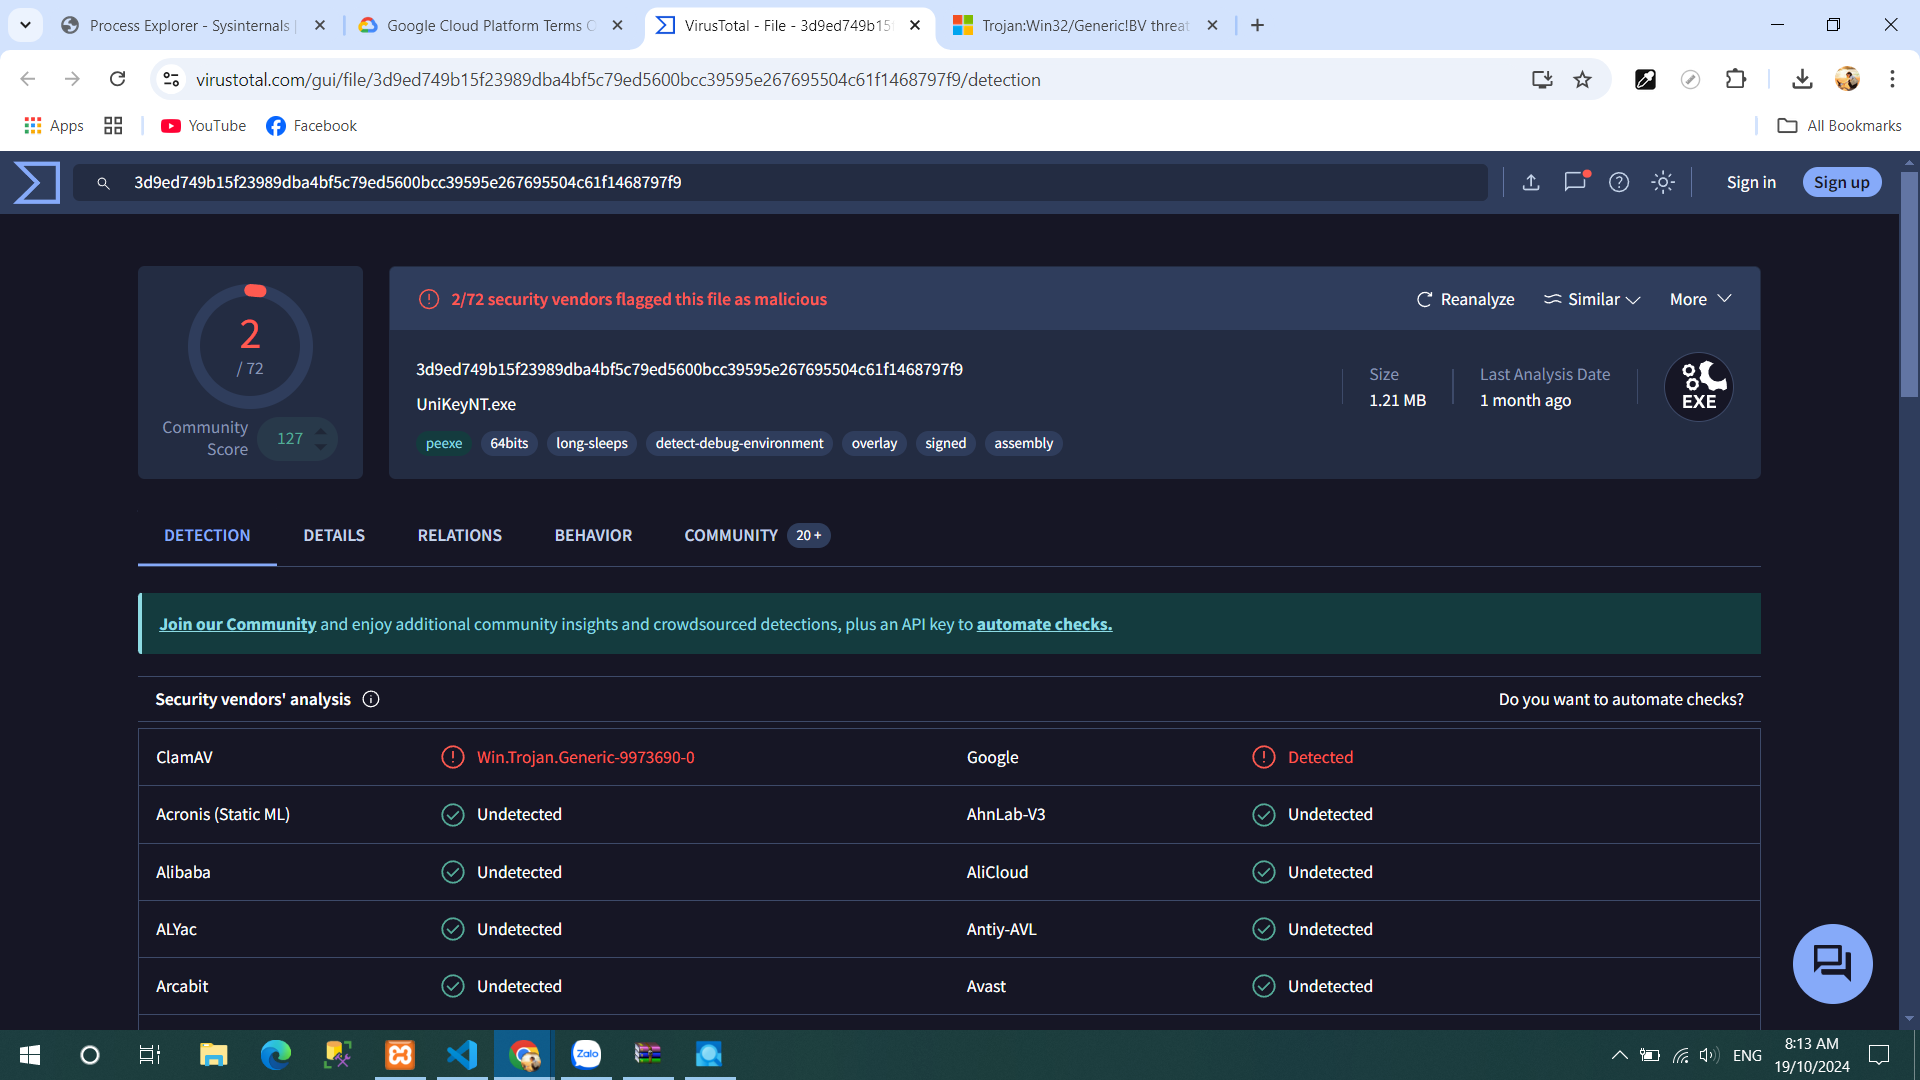 Process Explorer - Sysinternals
Google Cloud Platform Terms O
VirusTotal - File - 3d9ed749b15f
Trojan:Win32/Generic!BV threat
virustotal.com/gui/file/3d9ed749b15f23989dba4bf5c79ed5600bcc39595e267695504c61f1468797f9/detection
Apps
YouTube
Facebook
All Bookmarks
3d9ed749b15f23989dba4bf5c79ed5600bcc39595e267695504c61f1468797f9
Sign in
Sign up
2
/ 72
Community
Score
127
2/72 security vendors flagged this file as malicious
Reanalyze
Similar
More
3d9ed749b15f23989dba4bf5c79ed5600bcc39595e267695504c61f1468797f9
UniKeyNT.exe
peexe
64bits
long-sleeps
detect-debug-environment
overlay
signed
assembly
Size
1.21 MB
Last Analysis Date
1 month ago
EXE
DETECTION
DETAILS
RELATIONS
BEHAVIOR
COMMUNITY
20 +
Join our Community and enjoy additional community insights and crowdsourced detections, plus an API key to automate checks.
Security vendors' analysis
Do you want to automate checks?
ClamAV
Win.Trojan.Generic-9973690-0
Google
Detected
Acronis (Static ML)
Undetected
AhnLab-V3
Undetected
Alibaba
Undetected
AliCloud
Undetected
ALYac
Undetected
Antiy-AVL
Undetected
Arcabit
Undetected
Avast
Undetected
Zalo
ENG
8:13 AM
19/10/2024